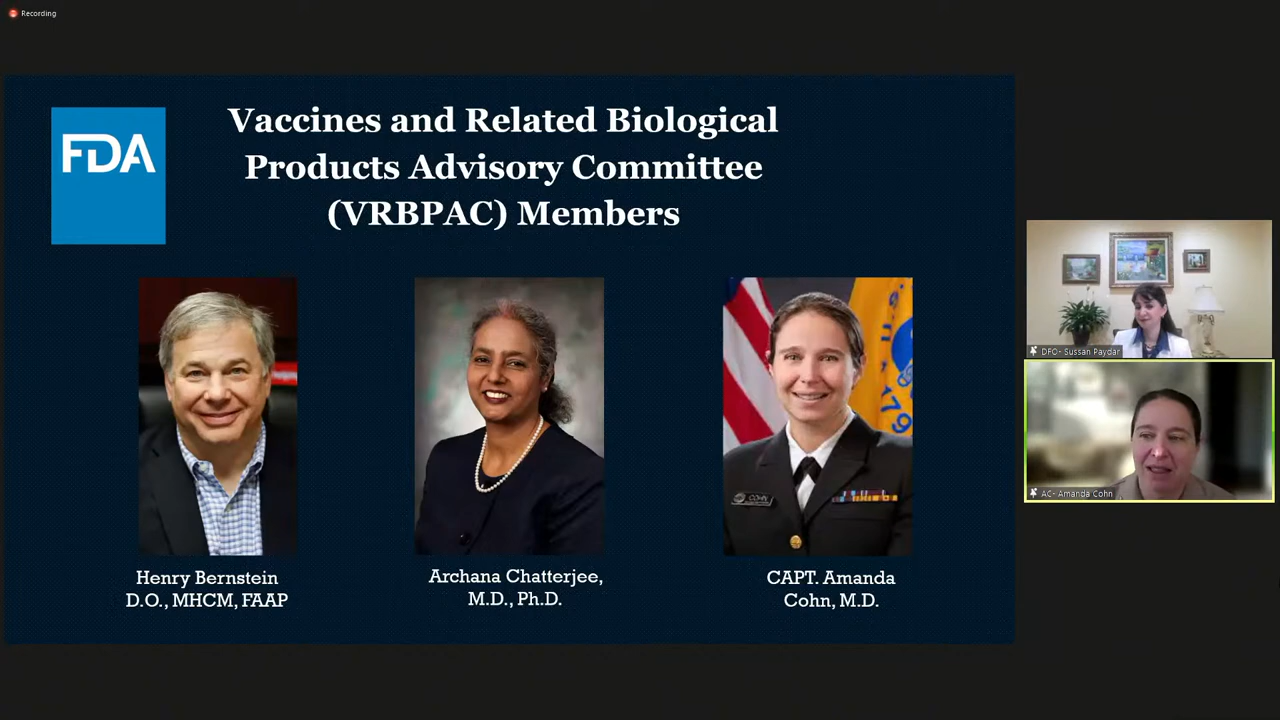 Recording
FDA
Vaccines and Related Biological
Products Advisory Committee
(VRBPAC) Members
COHN
Henry Bernstein
D.O., MHCM, FAAP
Archana Chatterjee,
M.D., Ph.D.
CAPT. Amanda
Cohn, M.D.
DFO- Sussan Paydar
AC- Amanda Cohn